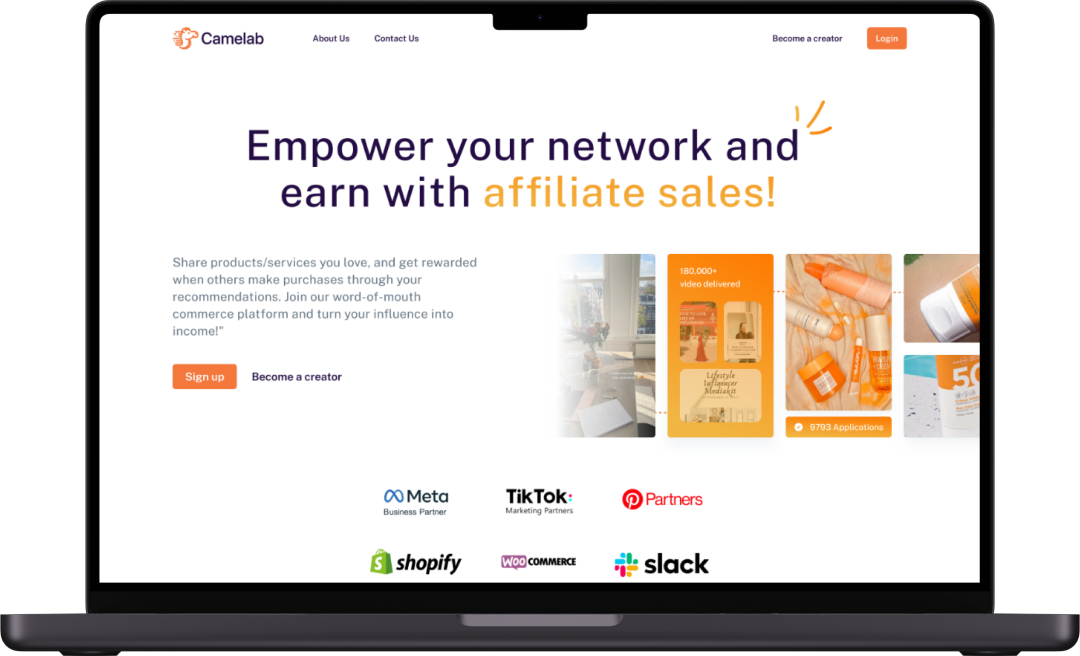 Camelab
About Us
Contact Us
Become a creator
Login
Empower your network and
earn with affiliate sales!
Share products/services you love, and get rewarded
when others make purchases through your
recommendations. Join our word-of-mouth
commerce platform and turn your influence into
income!"
Sign up
Become a creator
180.000+
video delivered
Lifestyle
Influencer
Mediakit
9793 Applications
50
Meta
Business Partner
TikTok:
Marketing Partners
Partners
shopify
WOO COMMERCE
slack